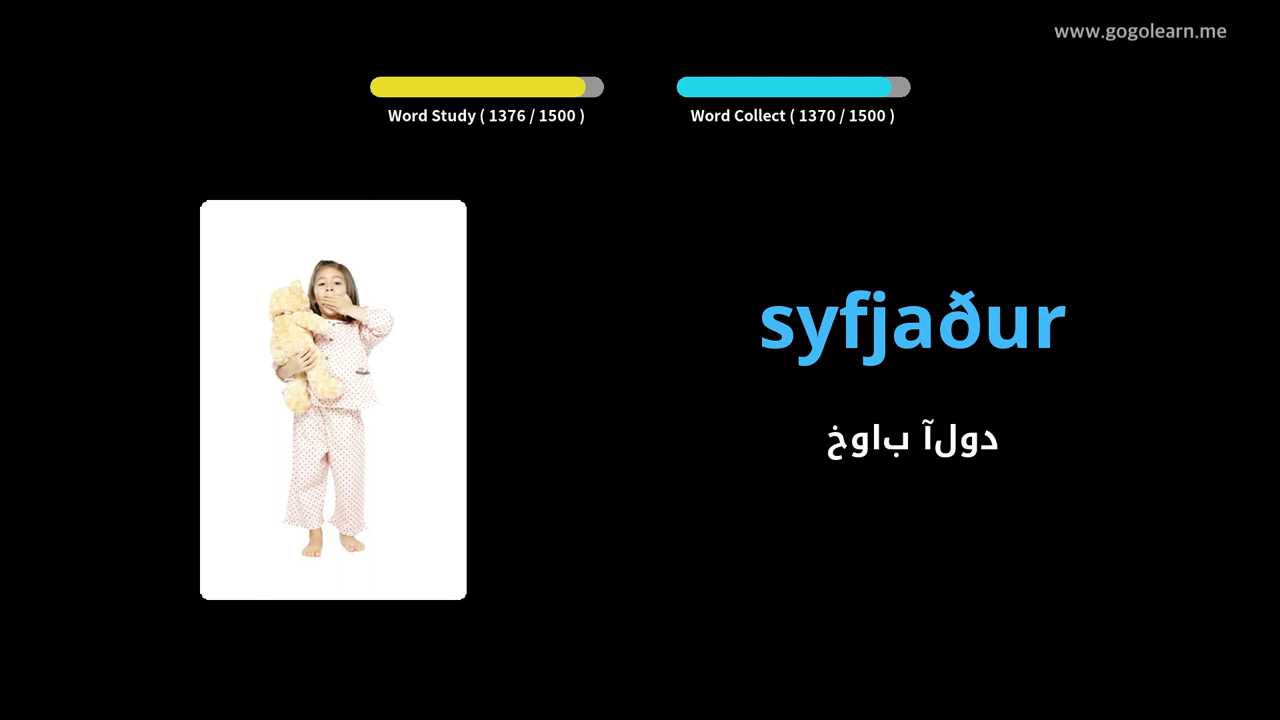 www.gogolearn.me
Word Study ( 1376 / 1500 )
Word Collect ( 1370 / 1500 )
syfjaður
خواب آلود